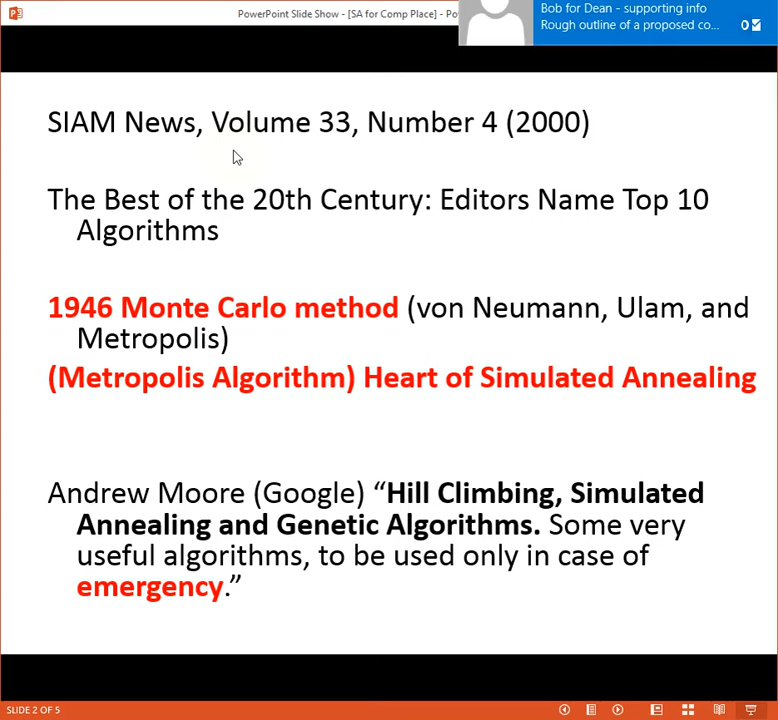 PowerPoint Slide Show - [SA for Comp Place] - Po...
Bob for Dean - supporting info
Rough outline of a proposed co...
0
SIAM News, Volume 33, Number 4 (2000)
The Best of the 20th Century: Editors Name Top 10
Algorithms
1946 Monte Carlo method (von Neumann, Ulam, and
Metropolis)
(Metropolis Algorithm) Heart of Simulated Annealing
Andrew Moore (Google) “Hill Climbing, Simulated
Annealing and Genetic Algorithms. Some very
useful algorithms, to be used only in case of
emergency.”
SLIDE 2 OF 5